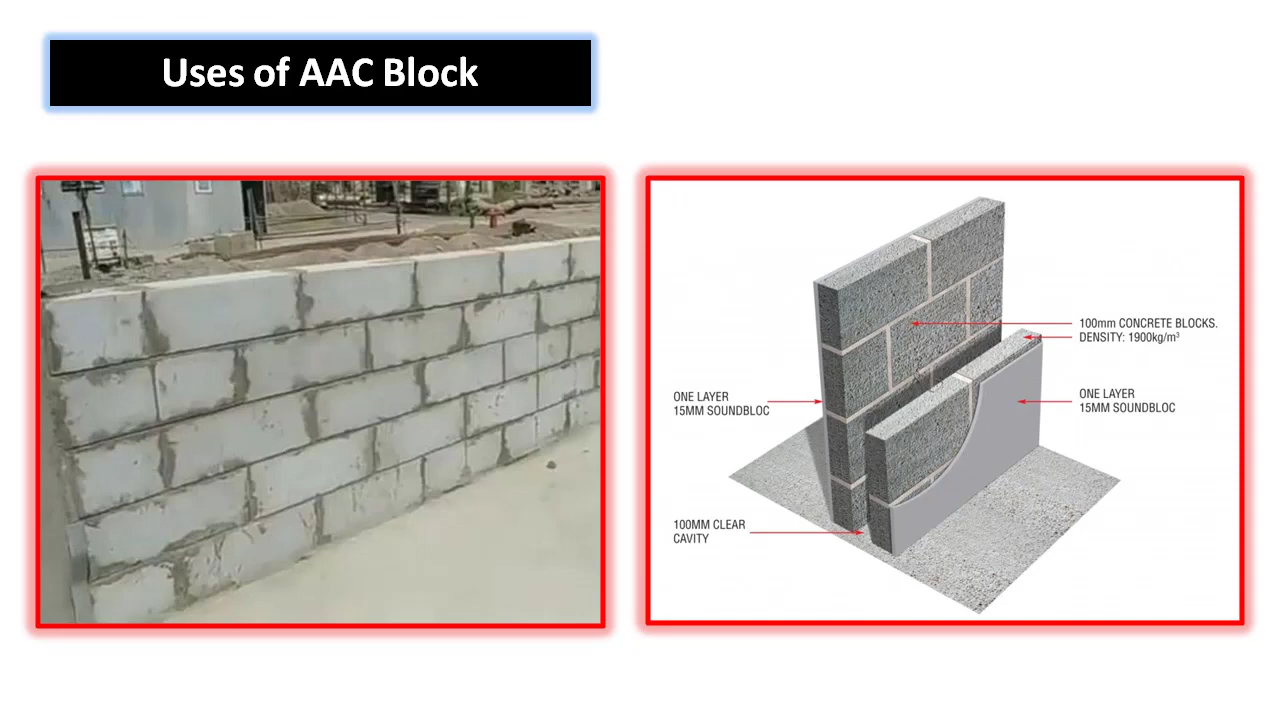 Uses of AAC Block
100mm CONCRETE BLOCKS.
DENSITY: 1900kg/m³
ONE LAYER
15MM SOUNDBLOC
ONE LAYER
15MM SOUNDBLOC
100MM CLEAR
CAVITY